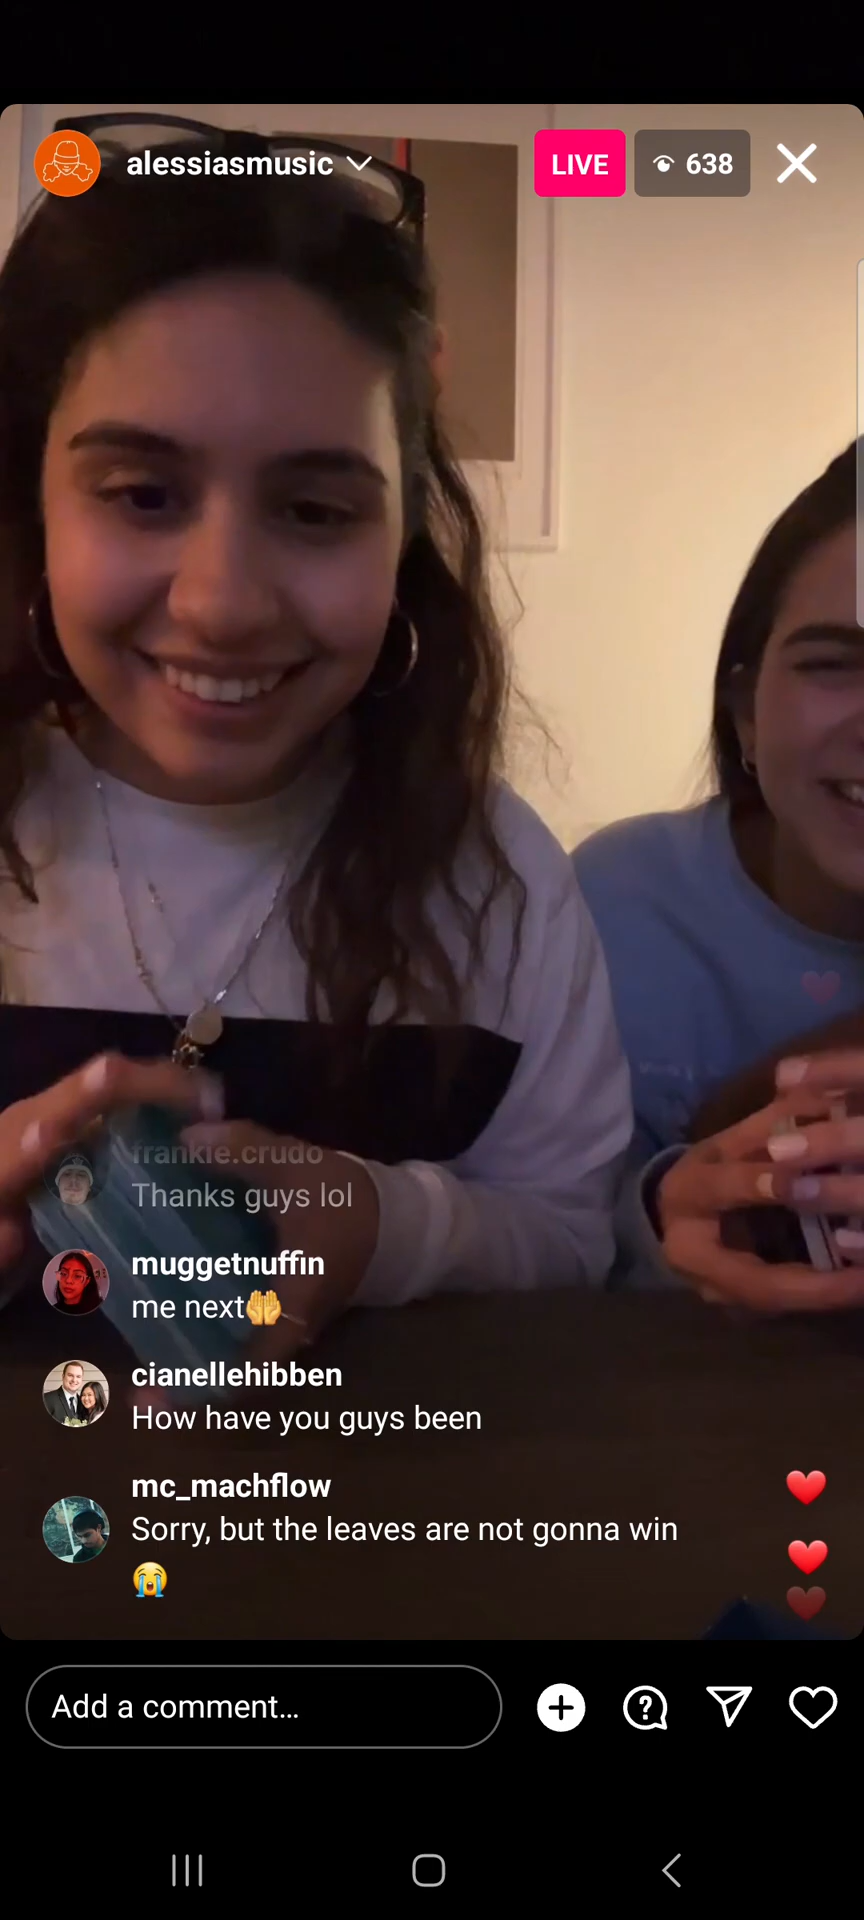 alessiasmusic
LIVE
638
frankie.crudo
Thanks guys lol
muggetnuffin
me next🤲
cianellehibben
How have you guys been
mc_machflow
Sorry, but the leaves are not gonna win
😭
Add a comment...